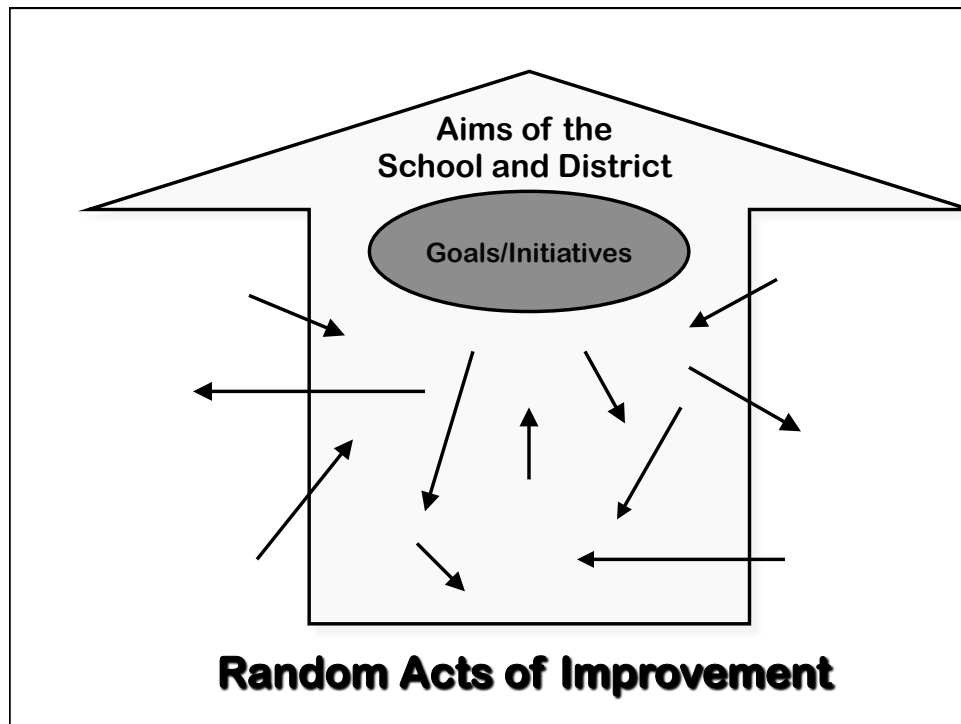 Aims of the
School and District
Goals/Initiatives
Random Acts of Improvement